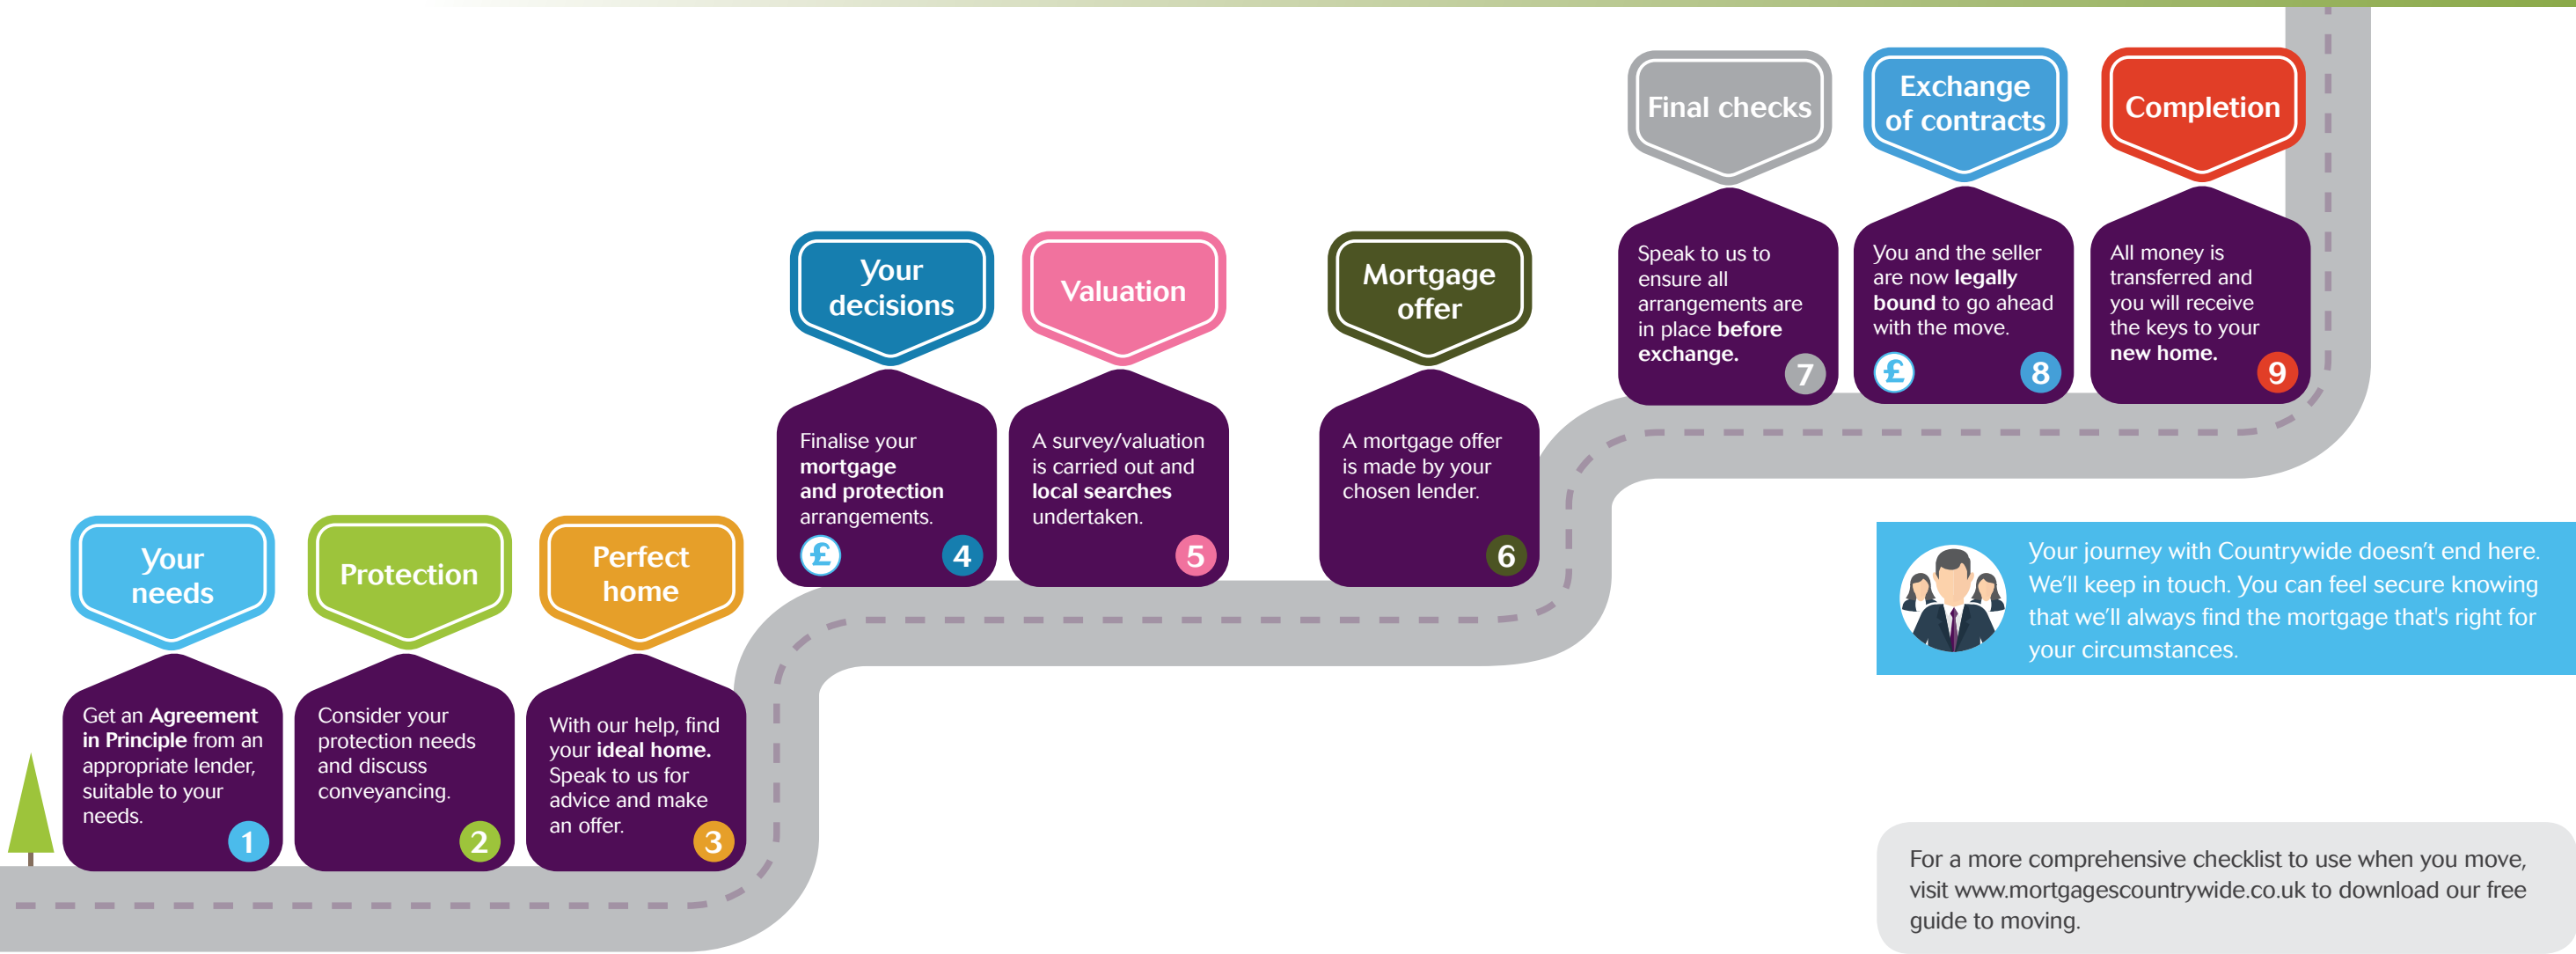 Your
needs
Get an Agreement
in Principle from an
appropriate lender,
suitable to your
needs.
1
Protection
Consider your
protection needs
and discuss
conveyancing.
2
Perfect
home
With our help, find
your ideal home.
Speak to us for
advice and make
an offer.
3
Your
decisions
Finalise your
mortgage
and protection
arrangements.
£
4
Valuation
A survey/valuation
is carried out and
local searches
undertaken.
5
Mortgage
offer
A mortgage offer
is made by your
chosen lender.
6
Final checks
Speak to us to
ensure all
arrangements are
in place before
exchange.
7
Exchange
of contracts
You and the seller
are now legally
bound to go ahead
with the move.
£
8
Completion
All money is
transferred and
you will receive
the keys to your
new home.
9
Your journey with Countrywide doesn’t end here.
We’ll keep in touch. You can feel secure knowing
that we’ll always find the mortgage that's right for
your circumstances.
For a more comprehensive checklist to use when you move,
visit www.mortgagescountrywide.co.uk to download our free
guide to moving.